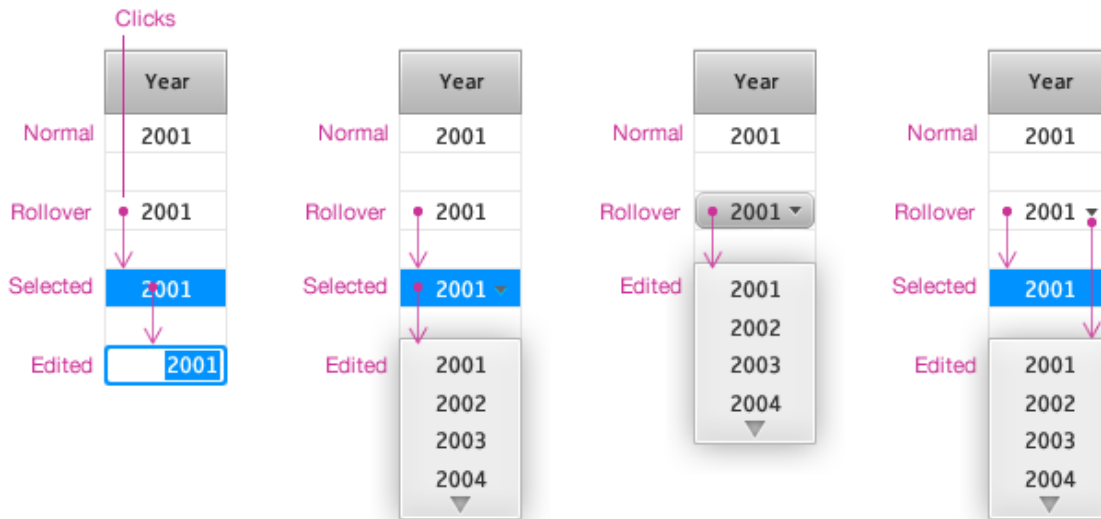 Clicks
Year Year Year Year
Normal 2001 Normal 2001 Normal 2001 Normal 2001
Rollover 2001 Rollover 2001 Rollover 2001 Rollover 2001
Selected 2001 Selected 2001 Edited 2001 Selected 2001
2002
Edited 2001 Edited 2001 2003 Edited 2001
2002 2004 2002
2003 2003
2004 2004